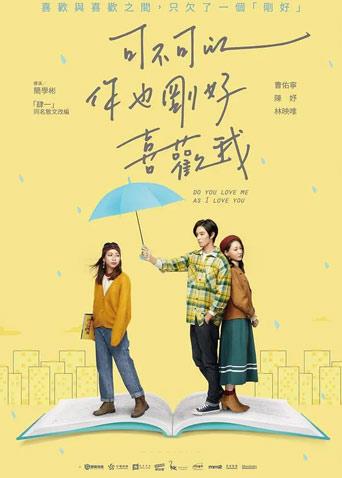 喜歡與喜歡之間，只欠了一個「剛好」
可不可以
你也剛好
喜歡我
導演／
簡學彬
「肆一」
同名散文改編
曹佑寧
陳妤
林映唯
DO YOU LOVE ME
AS I LOVE YOU
mm2